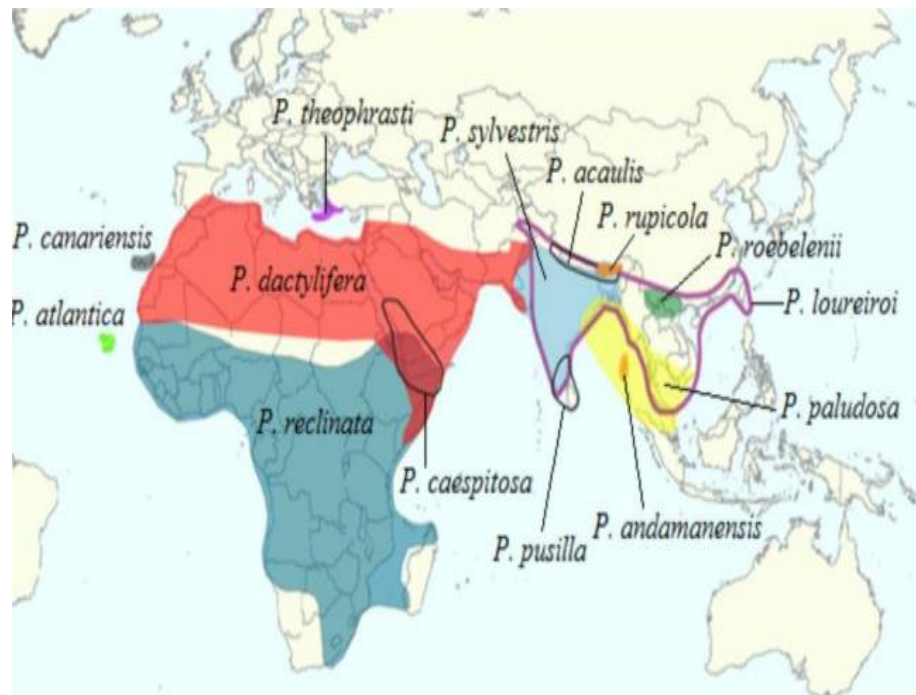 P. theophrasti
P. sylvestris
P. acaulis
P. rupicola
P. canariensis
P. roebelenii
P. dactylifera
P. loureiroi
P. atlantica
P. paludosa
P. reclinata
P. caespitosa
P. andamanensis
P. pusilla